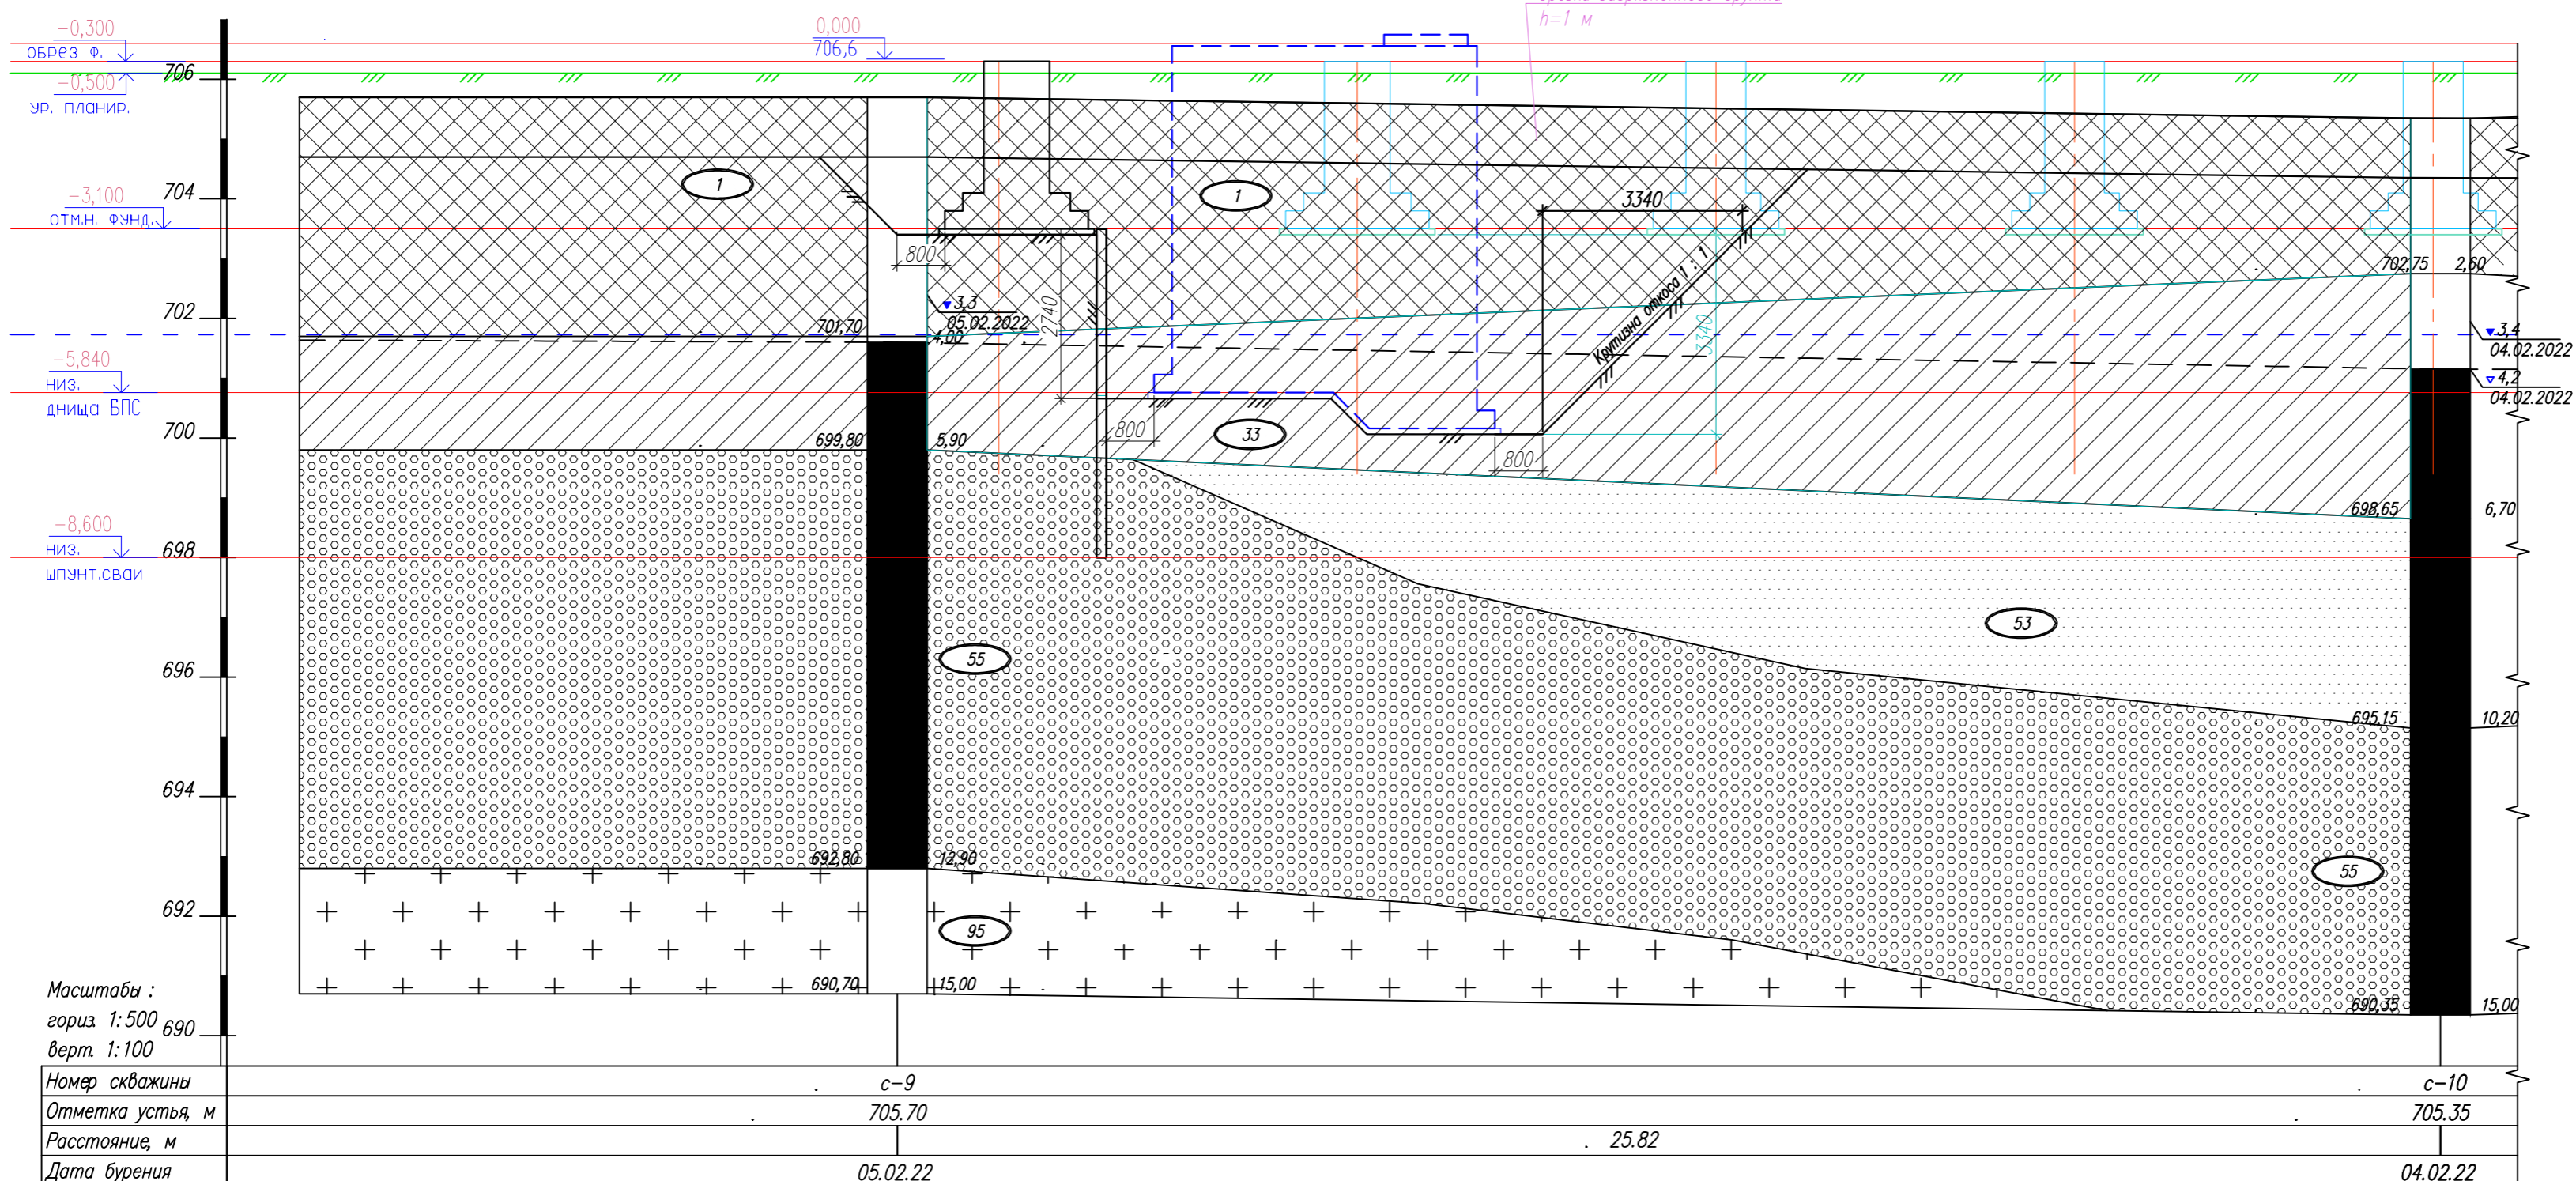 h=1 м
-0,300
ОБРЕЗ Ф.
0,000
706,6
706
-0,500
УР. ПЛАНИР.
1
1
704
-3,100
ОТМ.Н. ФУНД.
3340
800
2740
702,75 2,60
702
3,3
05.02.2022
701,70
4,00
Крутизна откоса 1 : 1
3340
3,4
04.02.2022
-5,840
НИЗ.
ДНИЩА БПС
4,2
04.02.2022
700
699,80 5,90
800
33
800
698,65 6,70
-8,600
НИЗ.
ШПУНТ.СВАИ
698
53
55
696
695,15 10,20
694
692,80 12,90
55
692
95
690,70 15,00
690,35 15,00
Масштабы :
гориз. 1:500
верт. 1:100
690
Номер скважины с-9 с-10
Отметка устья, м 705.70 705.35
Расстояние, м 25.82
Дата бурения 05.02.22 04.02.22